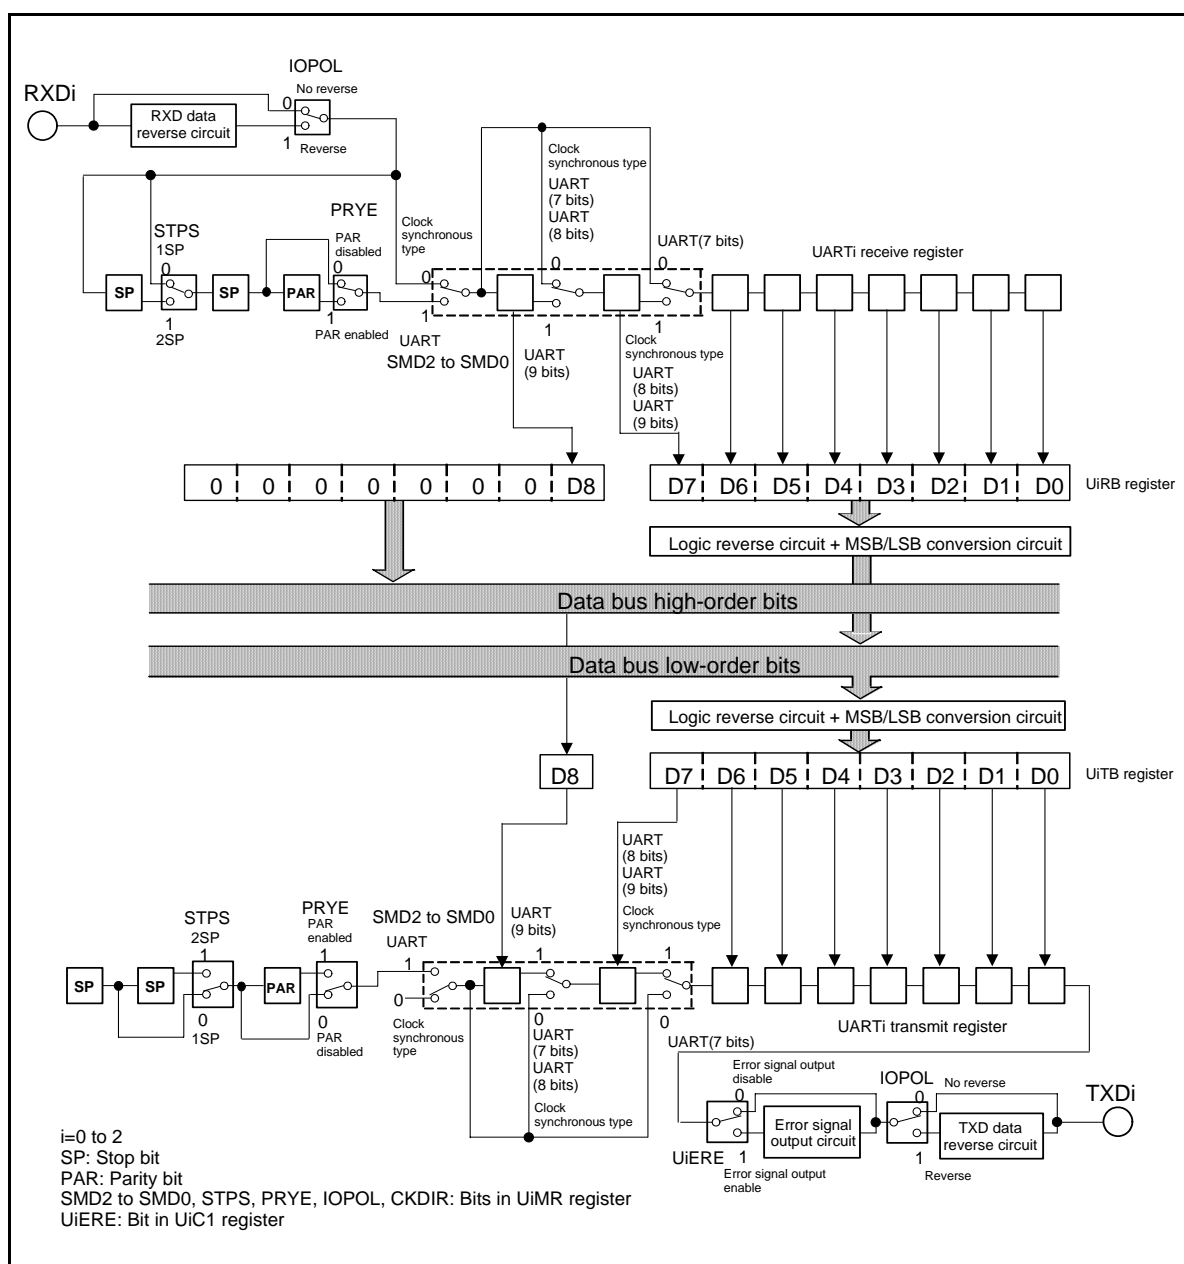 IOPOL
No reverse
RXDi
0
RXD data
reverse circuit
1
Reverse
Clock
synchronous type
UART
(7 bits)
UART
(8 bits)
PRYE
STPS
1SP
0
PAR
disabled
0
Clock
synchronous
type
UART(7 bits)
0
0
0
UARTi receive register
SP
SP
PAR
1
2SP
1
PAR enabled
1
UART
SMD2 to SMD0
1
UART
(9 bits)
1
Clock
synchronous type
UART
(8 bits)
UART
(9 bits)
0 0 0 0 0 0 0 D8
D7 D6 D5 D4 D3 D2 D1 D0
UiRB register
Logic reverse circuit + MSB/LSB conversion circuit
Data bus high-order bits
Data bus low-order bits
Logic reverse circuit + MSB/LSB conversion circuit
D8
D7 D6 D5 D4 D3 D2 D1 D0
UiTB register
UART
(8 bits)
UART
(9 bits)
Clock
synchronous type
STPS
2SP
1
PRYE
PAR
enabled
1
SMD2 to SMD0
UART
1
UART
(9 bits)
1
1
SP
SP
PAR
0
0
1SP
0
PAR
disabled
Clock
synchronous
type
0
UART
(7 bits)
UART
(8 bits)
Clock
synchronous type
0
UART(7 bits)
UARTi transmit register
Error signal output
disable
0
IOPOL
0
No reverse
TXDi
Error signal
output circuit
TXD data
reverse circuit
UiERE
1
Error signal output
enable
1
Reverse
i=0 to 2
SP: Stop bit
PAR: Parity bit
SMD2 to SMD0, STPS, PRYE, IOPOL, CKDIR: Bits in UiMR register
UiERE: Bit in UiC1 register